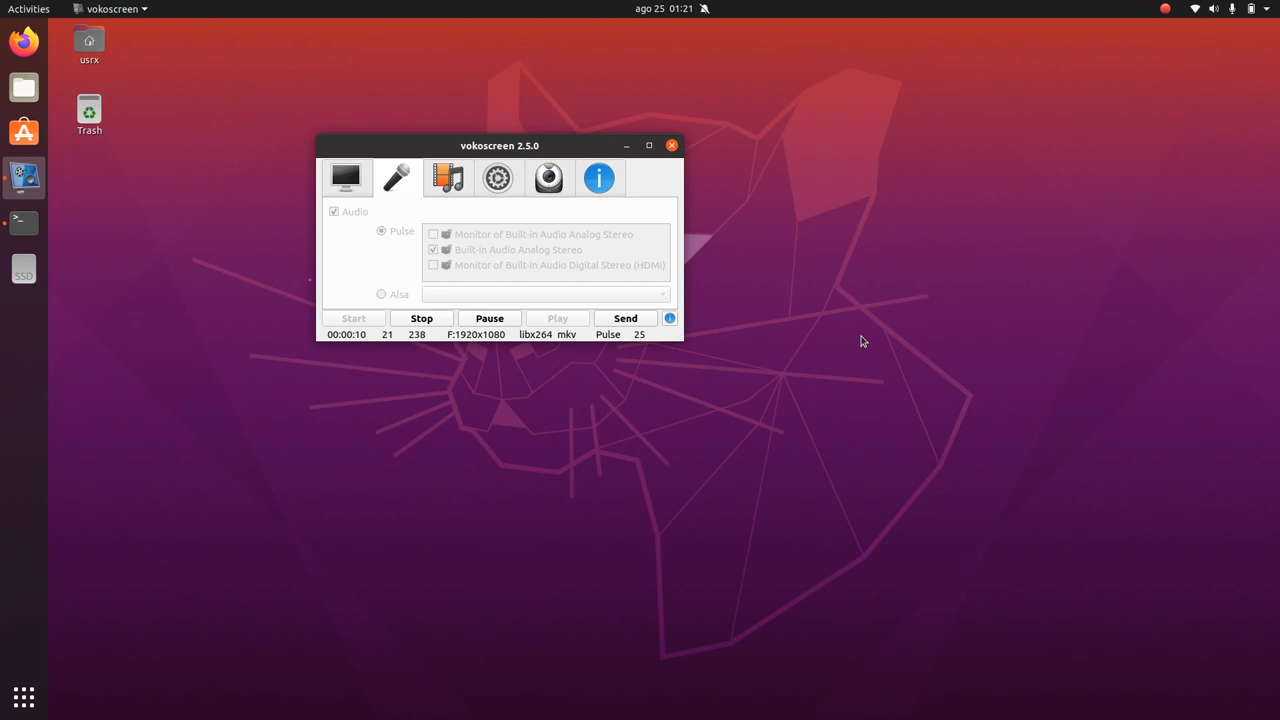 Activities
vokoscreen
ago 25 01:21
usrx
Trash
SSD
vokoscreen 2.5.0
Audio
Pulse
Monitor of Built-in Audio Analog Stereo
Built-in Audio Analog Stereo
Monitor of Built-in Audio Digital Stereo (HDMI)
Alsa
Start Stop Pause Play Send
00:00:10 21 238 F:1920x1080 libx264 mkv Pulse 25